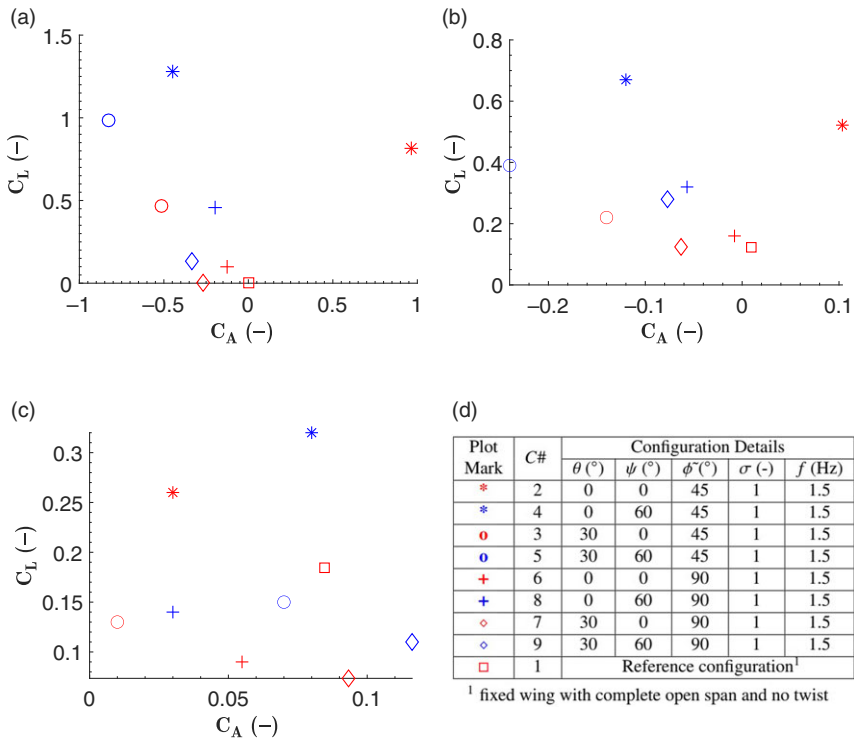 (a)
1.5
1
0.5
0
C_L (−)
−1
−0.5
0
0.5
1
C_A (−)
(b)
0.8
0.6
0.4
0.2
0
C_L (−)
−0.2
−0.1
0
0.1
C_A (−)
(c)
0.3
0.25
0.2
0.15
0.1
C_L (−)
0
0.05
0.1
C_A (−)
(d)
Plot Mark C# Configuration Details
θ (°) ψ (°) ϕ˜(°) σ (-) f (Hz)
* 2 0 0 45 1 1.5
* 4 0 60 45 1 1.5
o 3 30 0 45 1 1.5
o 5 30 60 45 1 1.5
+ 6 0 0 90 1 1.5
+ 8 0 60 90 1 1.5
◇ 7 30 0 90 1 1.5
◇ 9 30 60 90 1 1.5
□ 1 Reference configuration¹
¹ fixed wing with complete open span and no twist